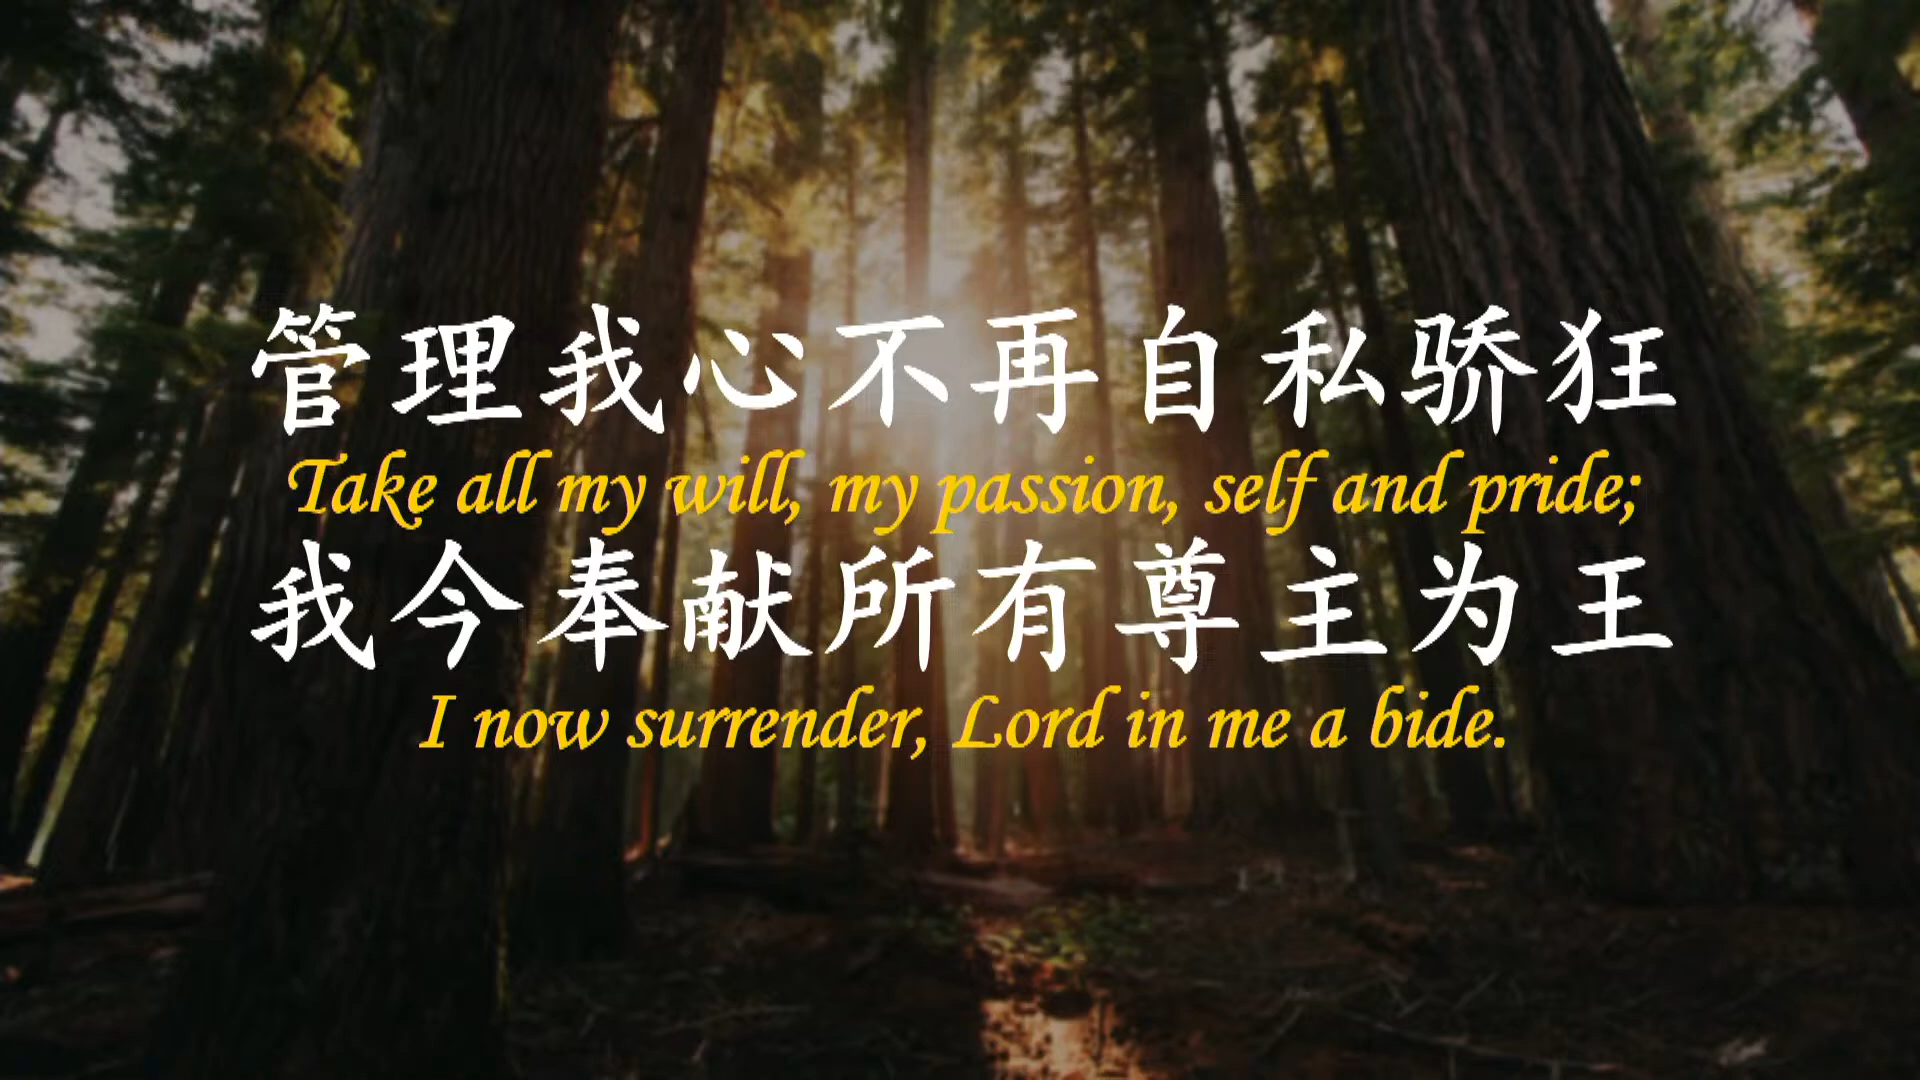 管理我心不再自私骄狂
Take all my will, my passion, self and pride;
我今奉献所有尊主为王
I now surrender, Lord in me a bide.